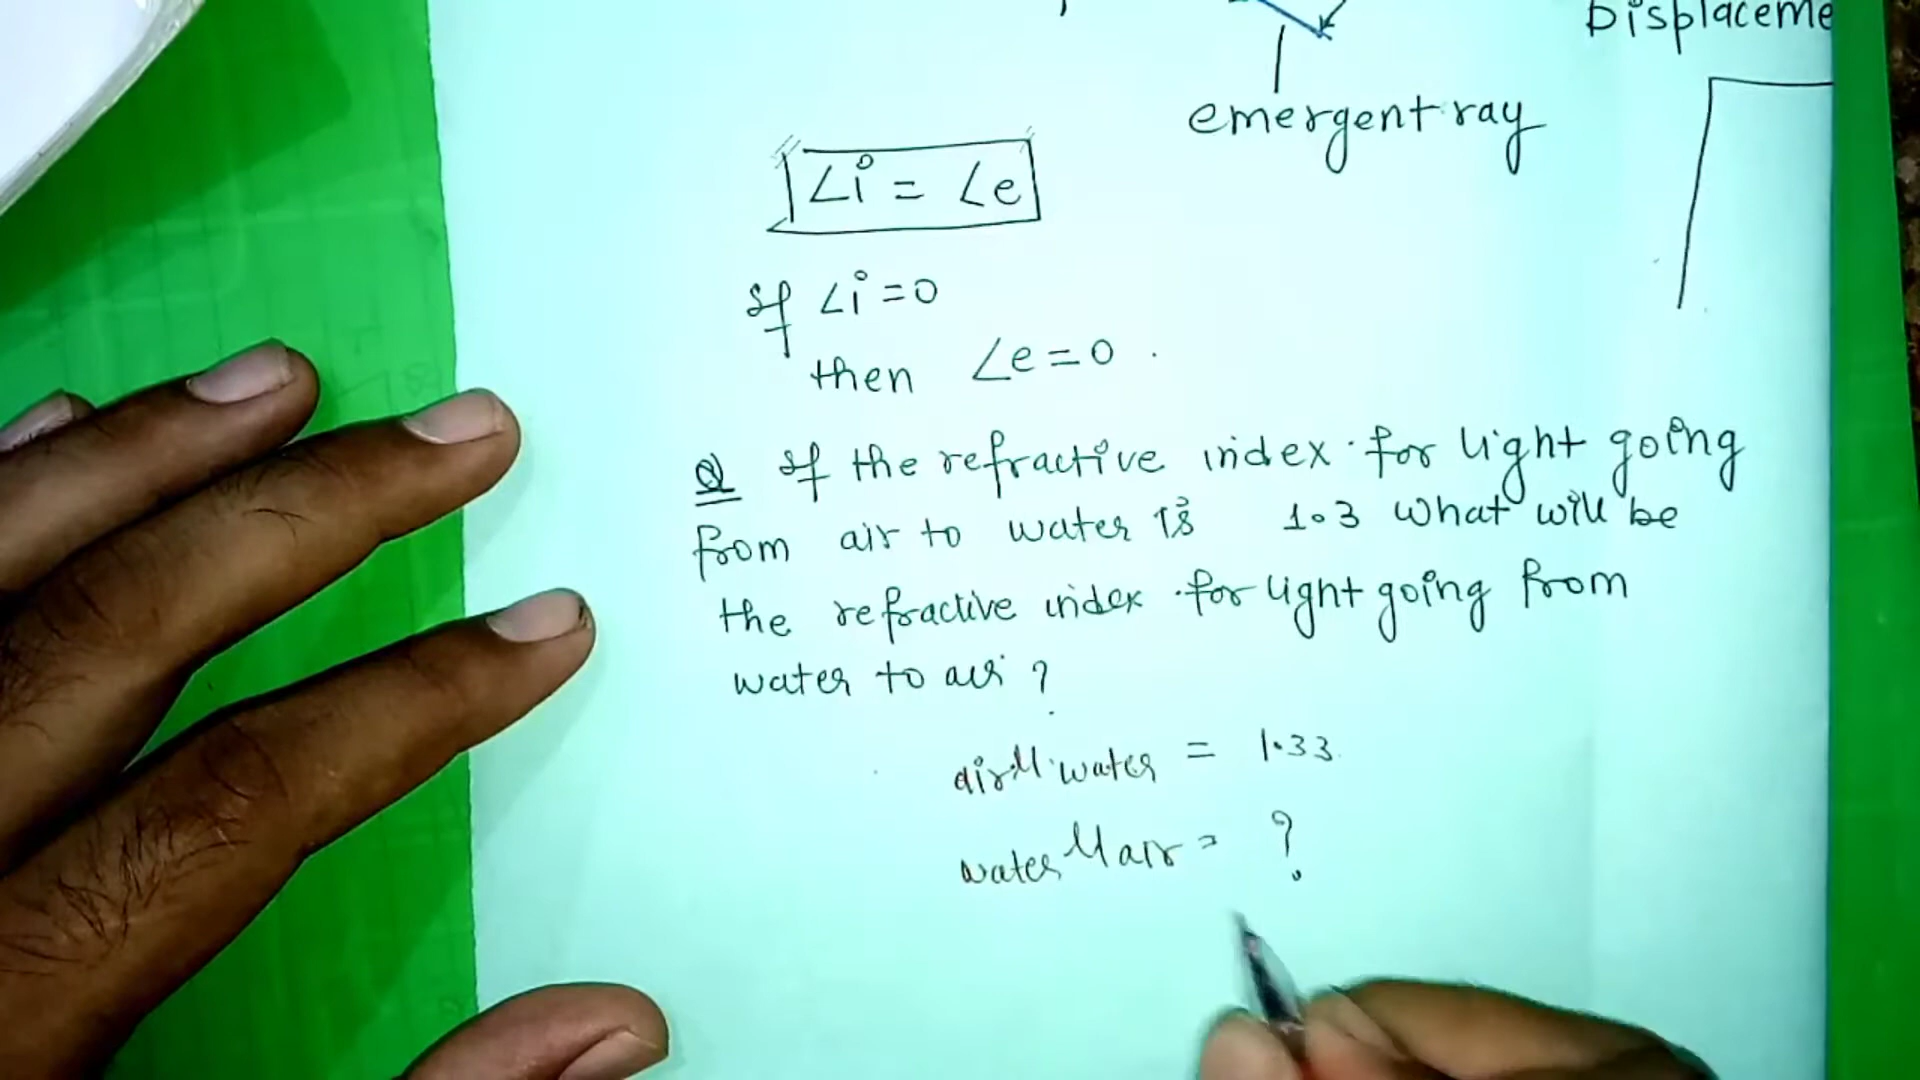 Displaceme
emergent ray
∠i = ∠e
If ∠i = 0
then ∠e = 0 .
Q If the refractive index for light going
from air to water is 1.3 what will be
the refractive index for light going from
water to air ?
airμwater = 1.33
waterμair = ?